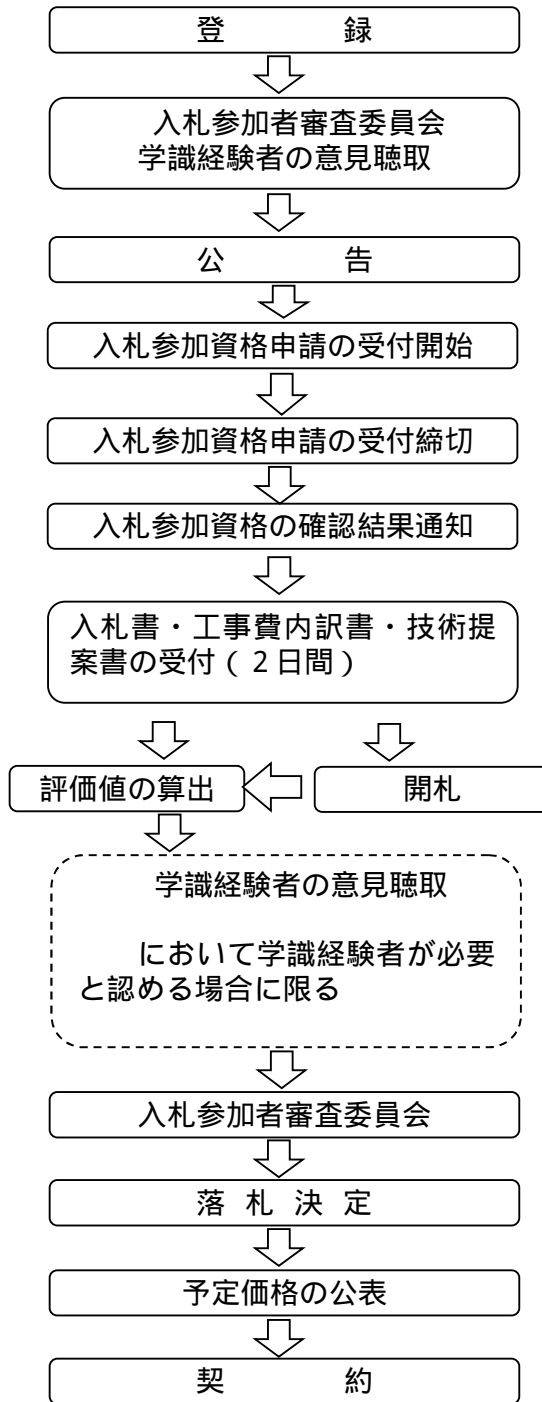 登　　　　録
入札参加者審査委員会
学識経験者の意見聴取
公　　　　告
入札参加資格申請の受付開始
入札参加資格申請の受付締切
入札参加資格の確認結果通知
入札書・工事費内訳書・技術提
案書の受付（２日間）
評価値の算出
開札
学識経験者の意見聴取
において学識経験者が必要
と認める場合に限る
入札参加者審査委員会
落 札 決 定
予定価格の公表
契　　　　約